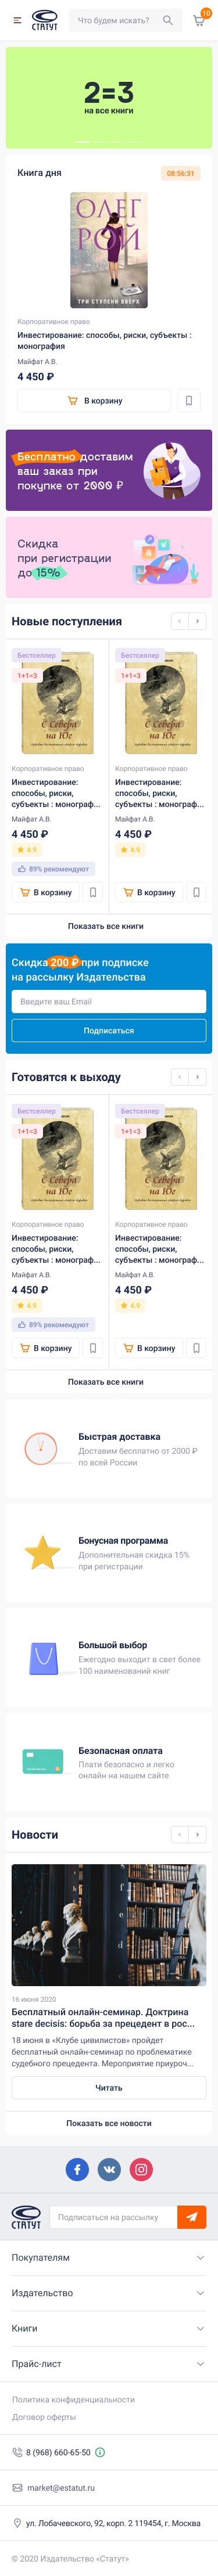 СТАТУТ
Что будем искать?
10
2=3
на все книги
Книга дня
08:56:31
ОЛЕГ
РОЙ
ТРИ СТУПЕНИ ВВЕРХ
Корпоративное право
Инвестирование: способы, риски, субъекты :
монография
Майфат А.В.
4 450 ₽
В корзину
Бесплатно доставим
ваш заказ при
покупке от 2000 ₽
Скидка
при регистрации
до 15%
Новые поступления
Бестселлер
1+1=3
С Севера
на Юг
Корпоративное право
Инвестирование:
способы, риски,
субъекты : монограф...
Майфат А.В.
4 450 ₽
4.9
89% рекомендуют
В корзину
Бестселлер
1+1=3
С Севера
на Юг
Корпоративное право
Инвестирование:
способы, риски,
субъекты : монограф...
Майфат А.В.
4 450 ₽
4.9
В корзину
Показать все книги
Скидка 200 ₽ при подписке
на рассылку Издательства
Введите ваш Email
Подписаться
Готовятся к выходу
Бестселлер
1+1=3
С Севера
на Юг
Корпоративное право
Инвестирование:
способы, риски,
субъекты : монограф...
Майфат А.В.
4 450 ₽
4.9
89% рекомендуют
В корзину
Бестселлер
1+1=3
С Севера
на Юг
Корпоративное право
Инвестирование:
способы, риски,
субъекты : монограф...
Майфат А.В.
4 450 ₽
4.9
В корзину
Показать все книги
Быстрая доставка
Доставим бесплатно от 2000 ₽
по всей России
Бонусная программа
Дополнительная скидка 15%
при регистрации
Большой выбор
Ежегодно выходит в свет более
100 наименований книг
Безопасная оплата
Плати безопасно и легко
онлайн на нашем сайте
Новости
16 июня 2020
Бесплатный онлайн-семинар. Доктрина
stare decisis: борьба за прецедент в рос...
18 июня в «Клубе цивилистов» пройдет
бесплатный онлайн-семинар по проблематике
судебного прецедента. Мероприятие приуроч...
Читать
Показать все новости
СТАТУТ
Подписаться на рассылку
Покупателям
Издательство
Книги
Прайс-лист
Политика конфиденциальности
Договор оферты
8 (968) 660-65-50
market@estatut.ru
ул. Лобачевского, 92, корп. 2 119454, г. Москва
© 2020 Издательство «Статут»